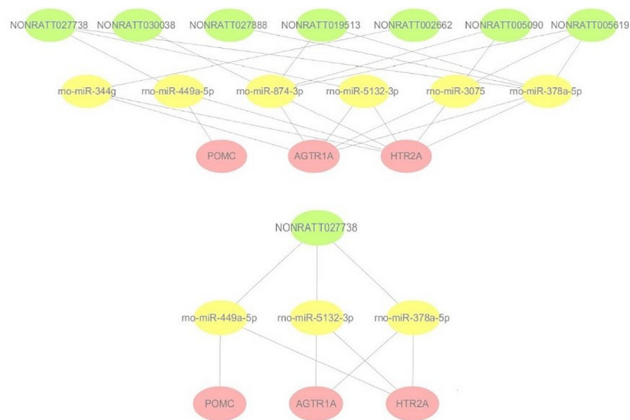 NONRATT027738 NONRATT030038 NONRATT027888 NONRATT019513 NONRATT002662 NONRATT005090 NONRATT005619
rno-miR-344g rno-miR-449a-5p rno-miR-874-3p rno-miR-5132-3p rno-miR-3075 rno-miR-378a-5p
POMC AGTR1A HTR2A
NONRATT027738
rno-miR-449a-5p rno-miR-5132-3p rno-miR-378a-5p
POMC AGTR1A HTR2A